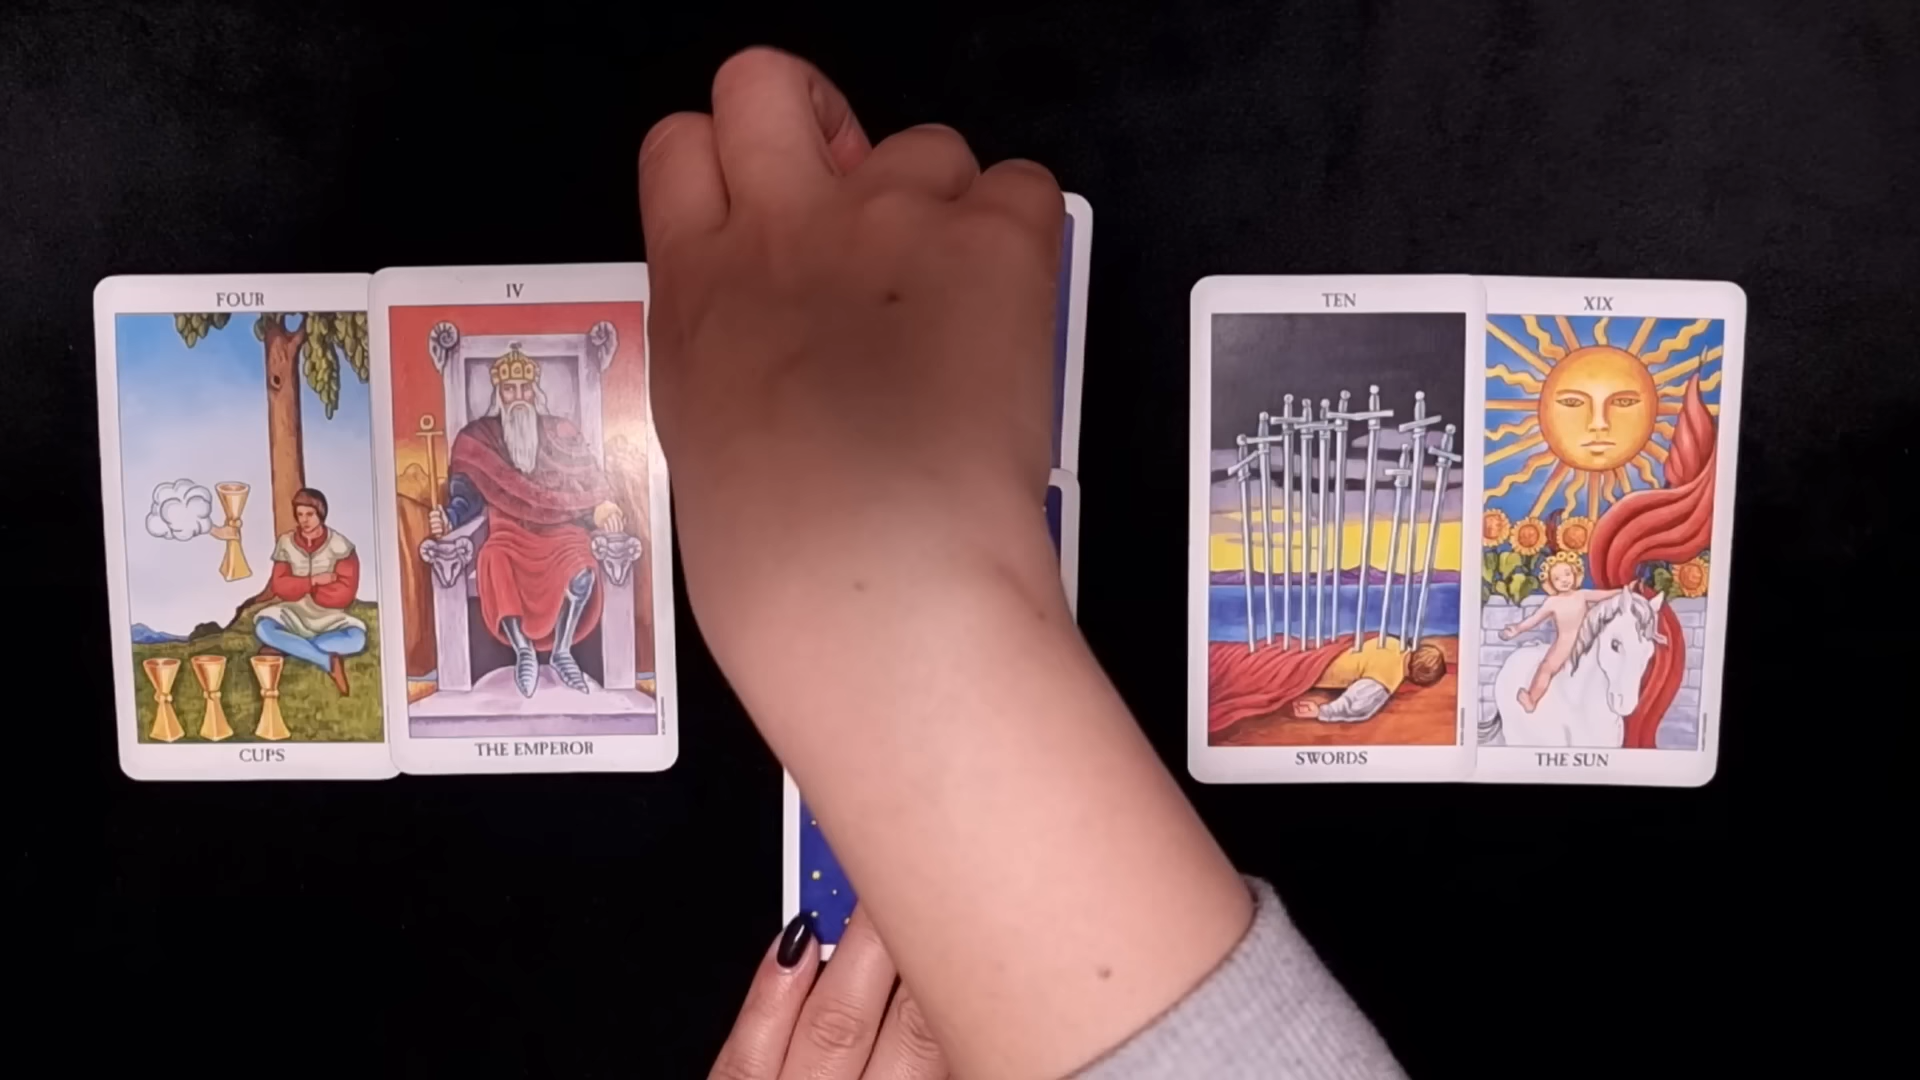 FOUR
CUPS
IV
THE EMPEROR
TEN
SWORDS
XIX
THE SUN